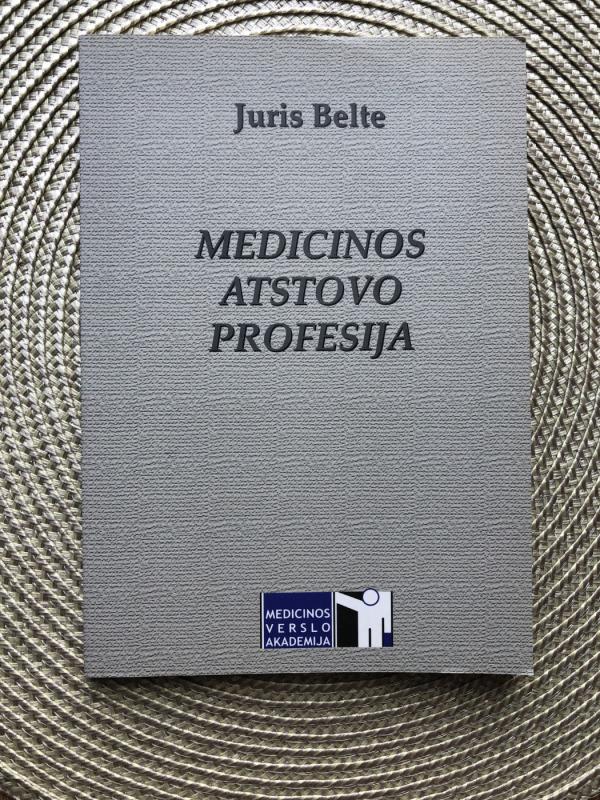 Juris Belte
MEDICINOS
ATSTOVO
PROFESIJA
MEDICINOS
VERSLO
AKADEMIJA